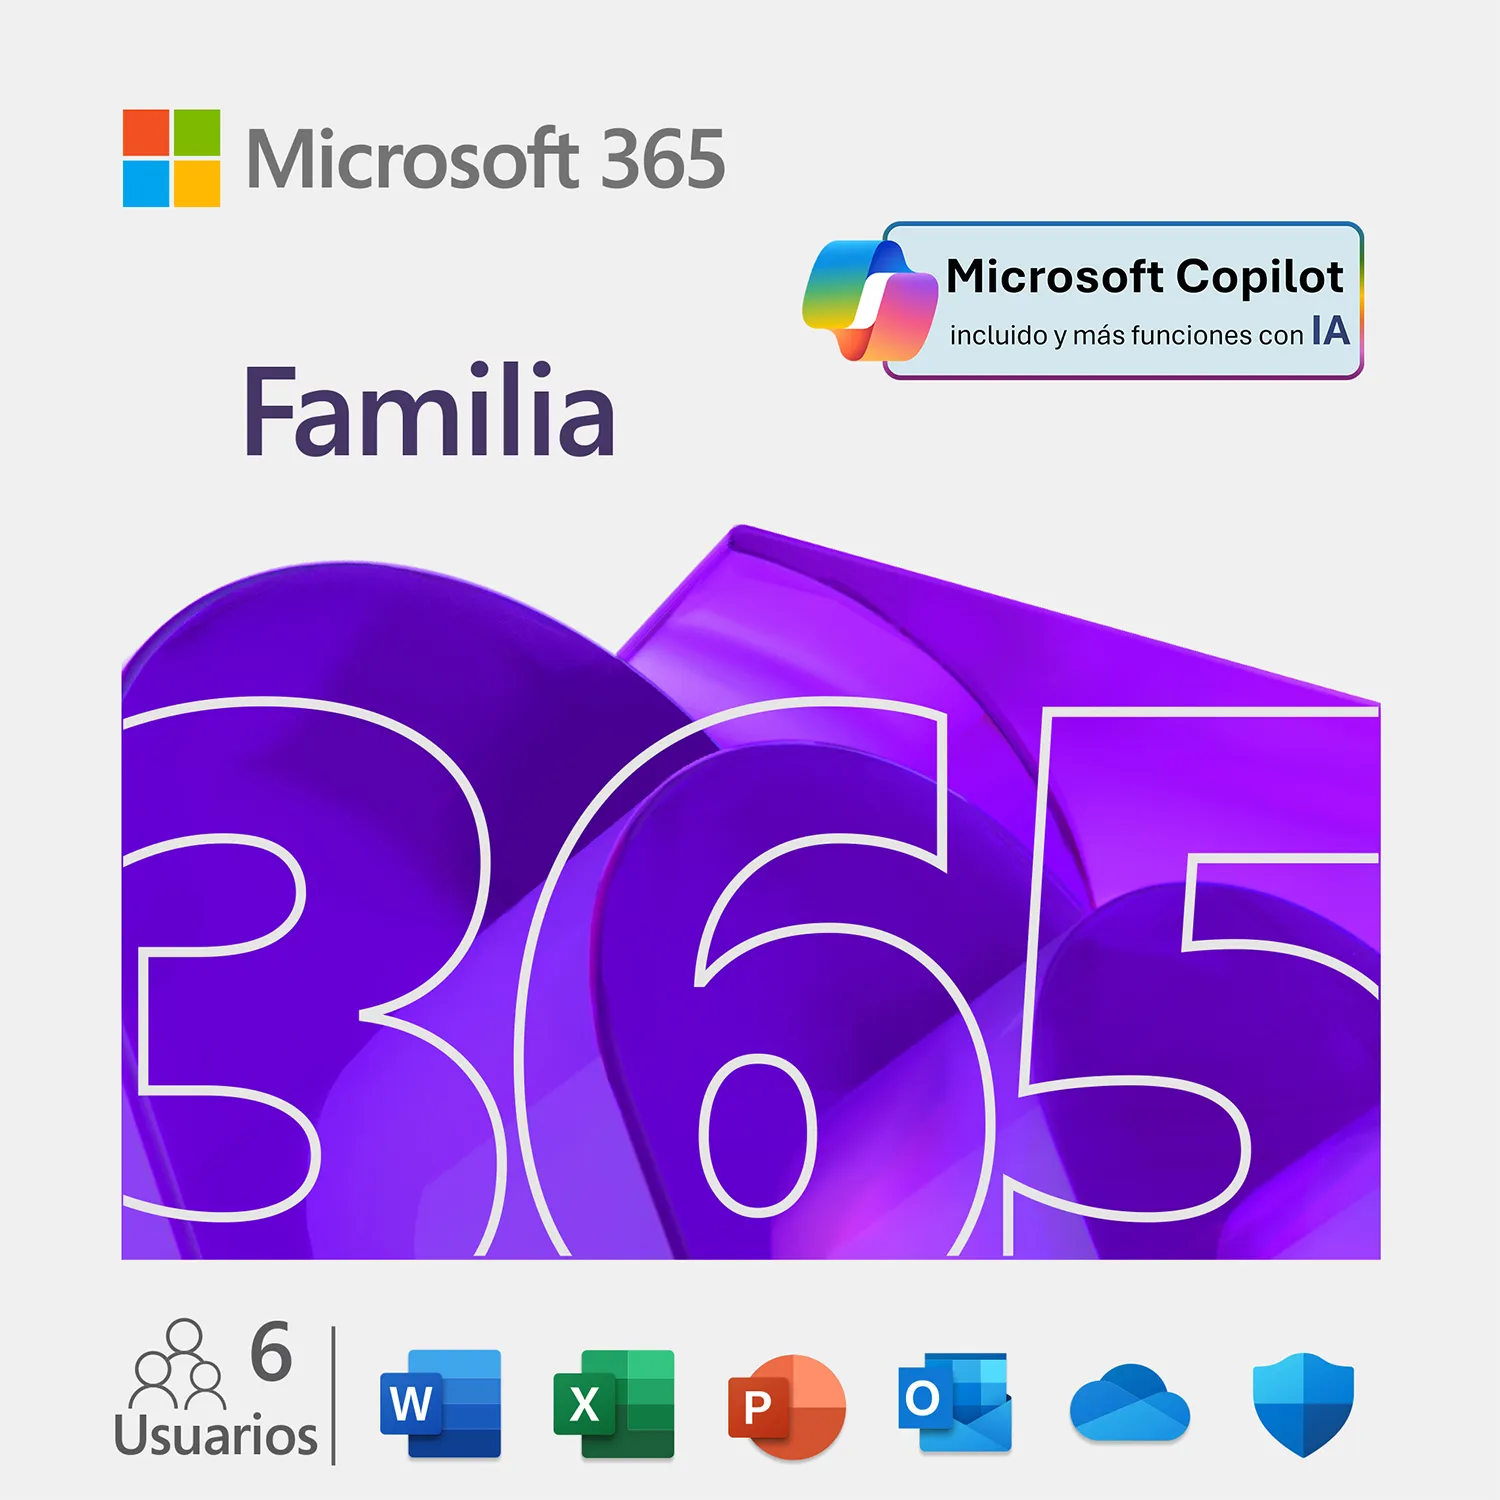 Microsoft 365
Microsoft Copilot
incluido y más funciones con IA
Familia
365
6
Usuarios
W
X
P
O